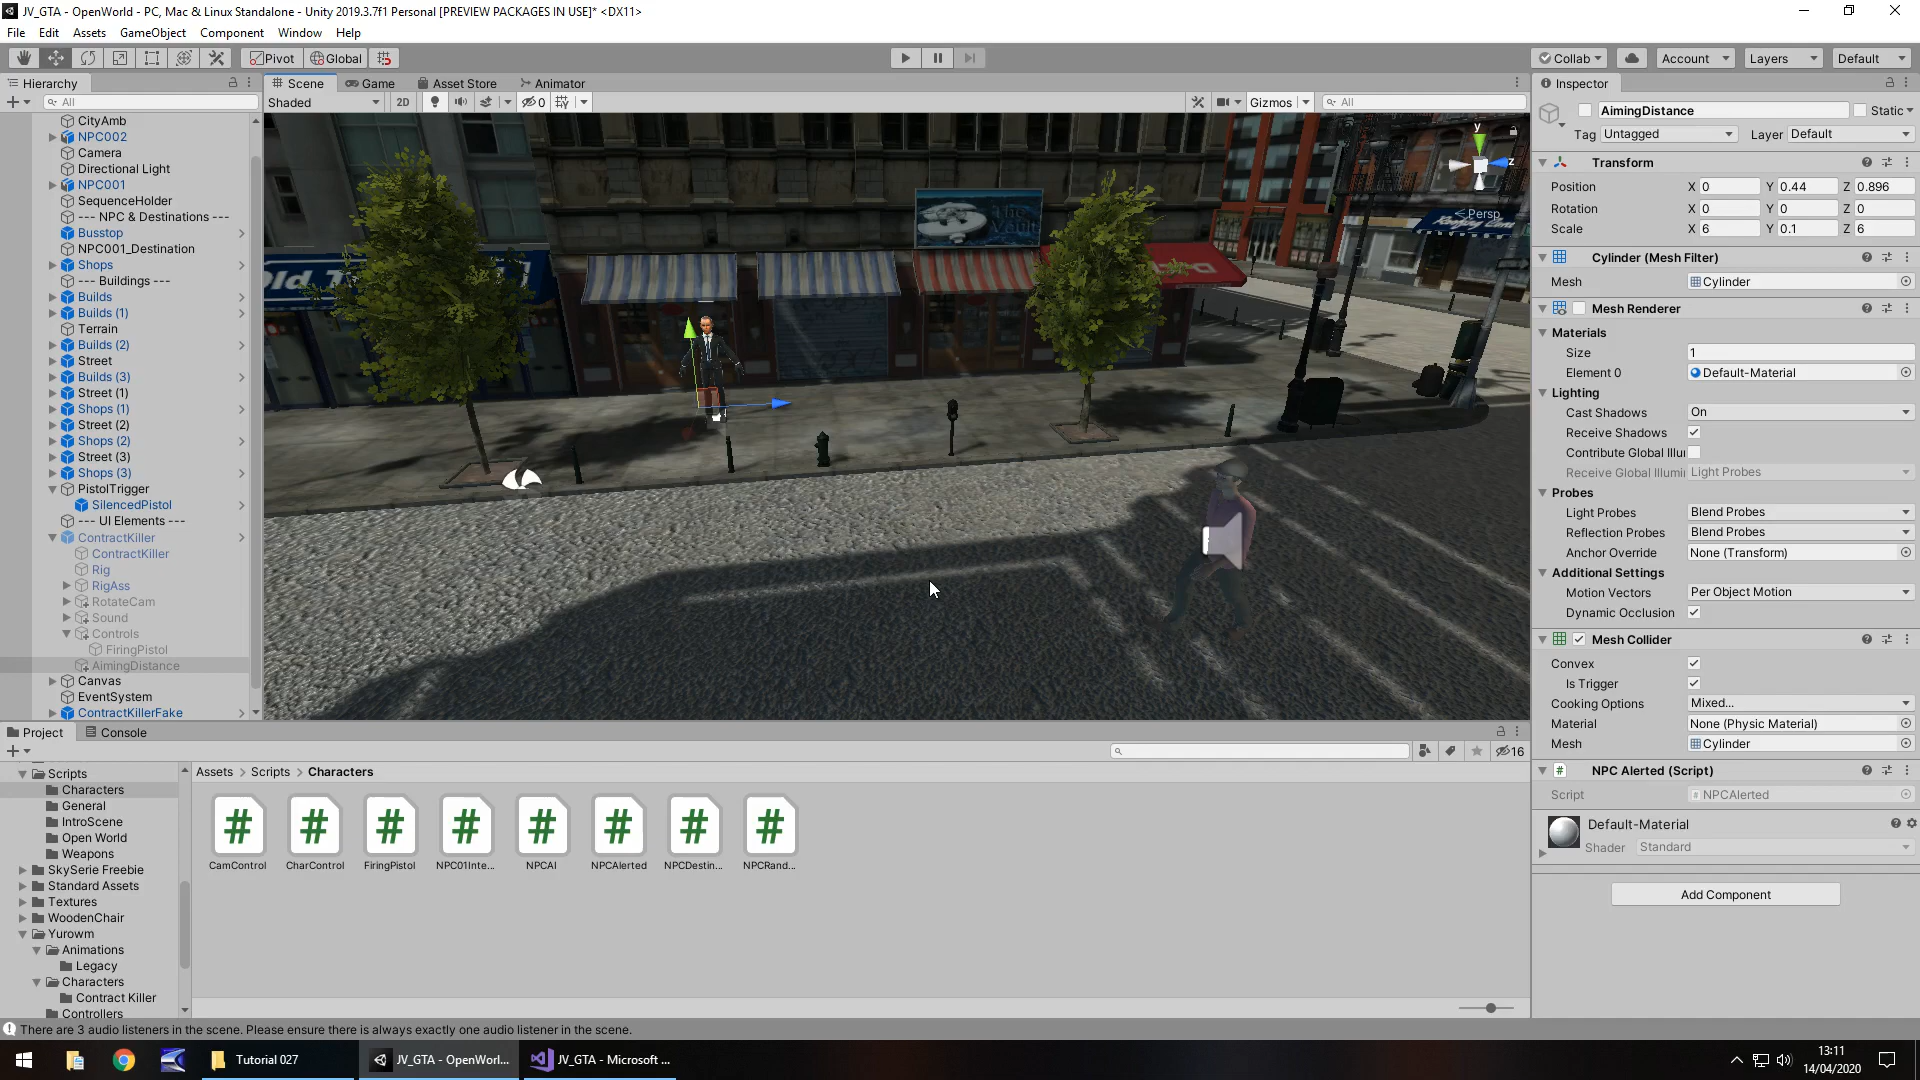 JV_GTA - OpenWorld - PC, Mac & Linux Standalone - Unity 2019.3.7f1 Personal [PREVIEW PACKAGES IN USE]* <DX11>
File Edit Assets GameObject Component Window Help
Pivot Global Collab Account Layers Default
Hierarchy
All
CityAmb
NPC002
Camera
Directional Light
NPC001
SequenceHolder
--- NPC & Destinations ---
Busstop
NPC001_Destination
Shops
--- Buildings ---
Builds
Builds (1)
Terrain
Builds (2)
Street
Builds (3)
Street (1)
Shops (1)
Street (2)
Shops (2)
Street (3)
Shops (3)
PistolTrigger
SilencedPistol
--- UI Elements ---
ContractKiller
ContractKiller
Rig
RigAss
RotateCam
Sound
Controls
FiringPistol
AimingDistance
Canvas
EventSystem
ContractKillerFake
Scene Game Asset Store Animator
Shaded 2D 0 Gizmos All
y
z
Persp
The Vault
Old T
Inspector
AimingDistance Static
Tag Untagged Layer Default
Transform
Position X 0 Y 0.44 Z 0.896
Rotation X 0 Y 0 Z 0
Scale X 6 Y 0.1 Z 6
Cylinder (Mesh Filter)
Mesh Cylinder
Mesh Renderer
Materials
Size 1
Element 0 Default-Material
Lighting
Cast Shadows On
Receive Shadows
Contribute Global Illu
Receive Global Illumin Light Probes
Probes
Light Probes Blend Probes
Reflection Probes Blend Probes
Anchor Override None (Transform)
Additional Settings
Motion Vectors Per Object Motion
Dynamic Occlusion
Mesh Collider
Convex
Is Trigger
Cooking Options Mixed...
Material None (Physic Material)
Mesh Cylinder
# NPC Alerted (Script)
Script NPCAlerted
Default-Material
Shader Standard
Add Component
Project Console
16
Scripts
Characters
General
IntroScene
Open World
Weapons
SkySerie Freebie
Standard Assets
Textures
WoodenChair
Yurowm
Animations
Legacy
Characters
Contract Killer
Controllers
Assets > Scripts > Characters
# # # # # # # #
CamControl CharControl FiringPistol NPC01Inte... NPCAI NPCAlerted NPCDestin... NPCRand...
There are 3 audio listeners in the scene. Please ensure there is always exactly one audio listener in the scene.
Tutorial 027 JV_GTA - OpenWorl... JV_GTA - Microsoft ...
13:11
14/04/2020